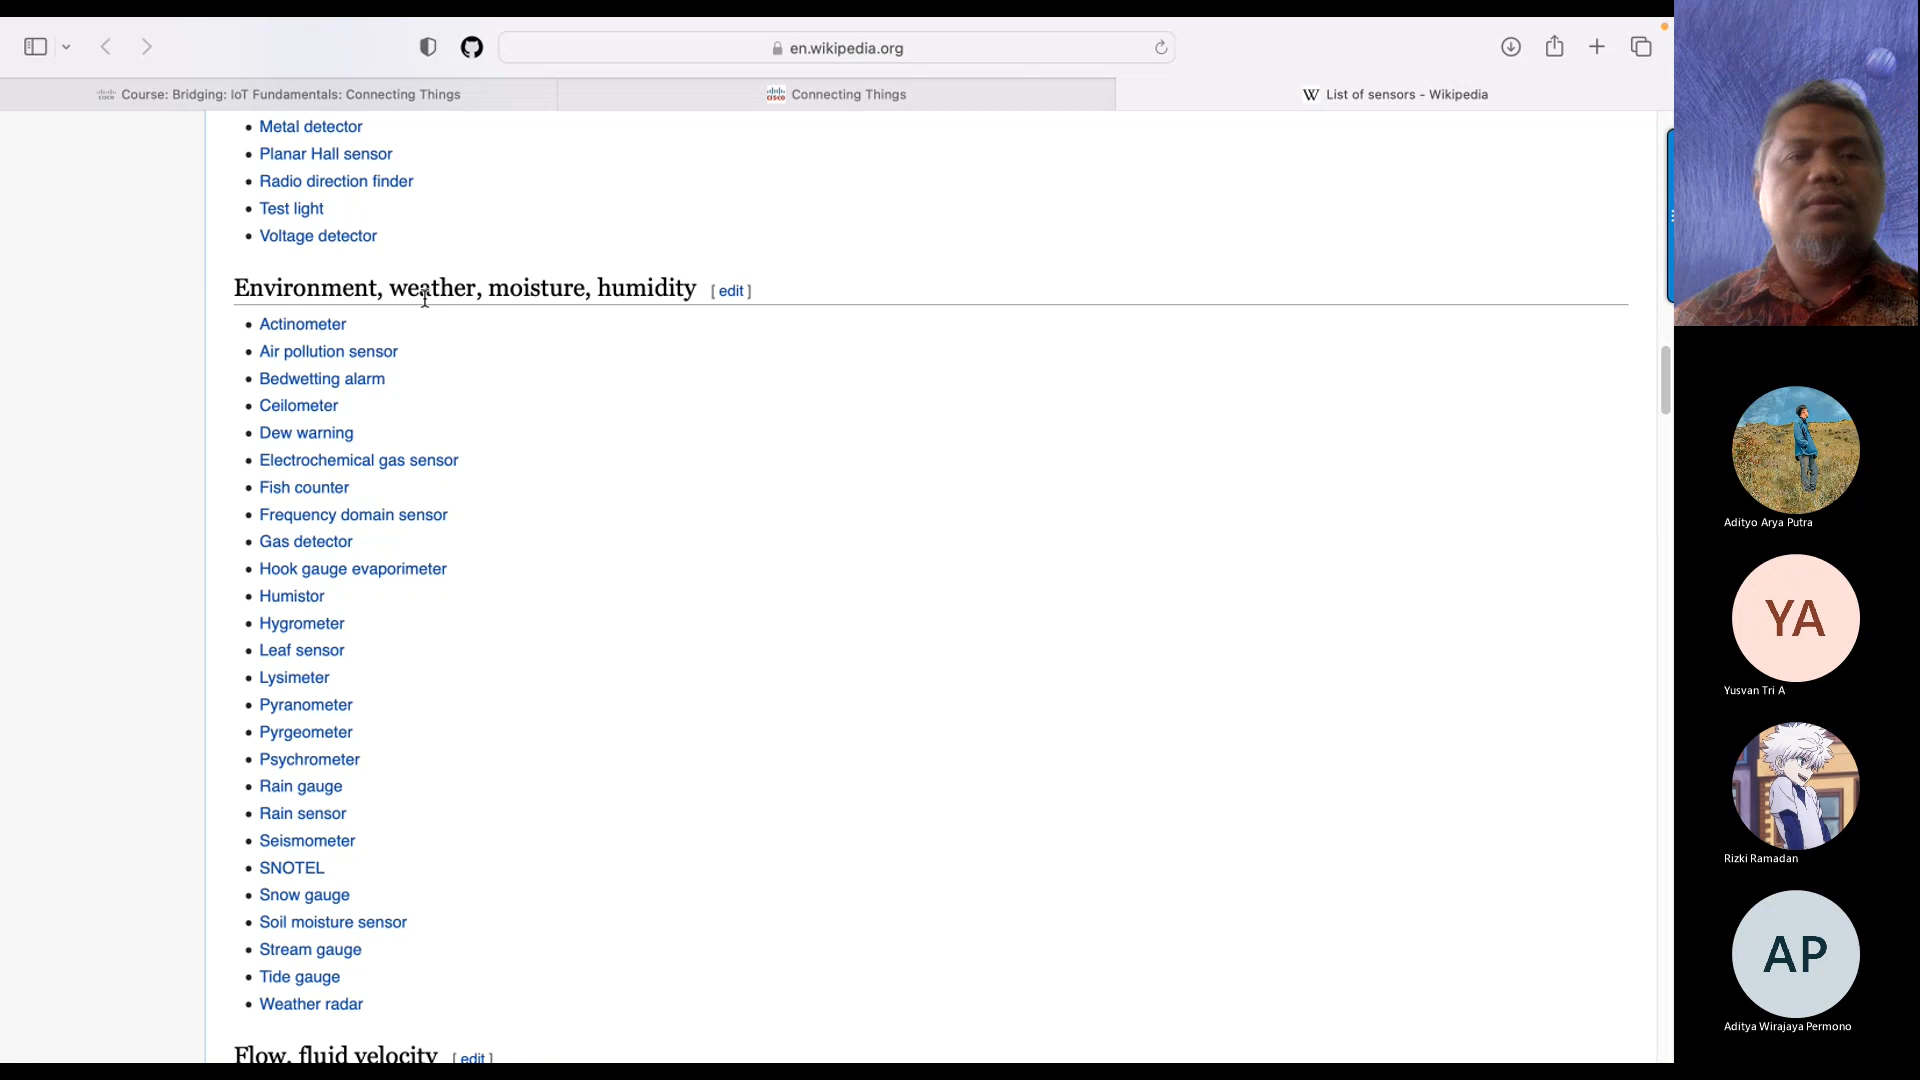 en.wikipedia.org
Course: Bridging: IoT Fundamentals: Connecting Things
CISCO Connecting Things
W List of sensors - Wikipedia
Metal detector
Planar Hall sensor
Radio direction finder
Test light
Voltage detector
Environment, weather, moisture, humidity [ edit ]
Actinometer
Air pollution sensor
Bedwetting alarm
Ceilometer
Dew warning
Electrochemical gas sensor
Fish counter
Frequency domain sensor
Gas detector
Hook gauge evaporimeter
Humistor
Hygrometer
Leaf sensor
Lysimeter
Pyranometer
Pyrgeometer
Psychrometer
Rain gauge
Rain sensor
Seismometer
SNOTEL
Snow gauge
Soil moisture sensor
Stream gauge
Tide gauge
Weather radar
Flow, fluid velocity [ edit ]
Adityo Arya Putra
YA
Yusvan Tri A
Rizki Ramadan
AP
Aditya Wirajaya Permono